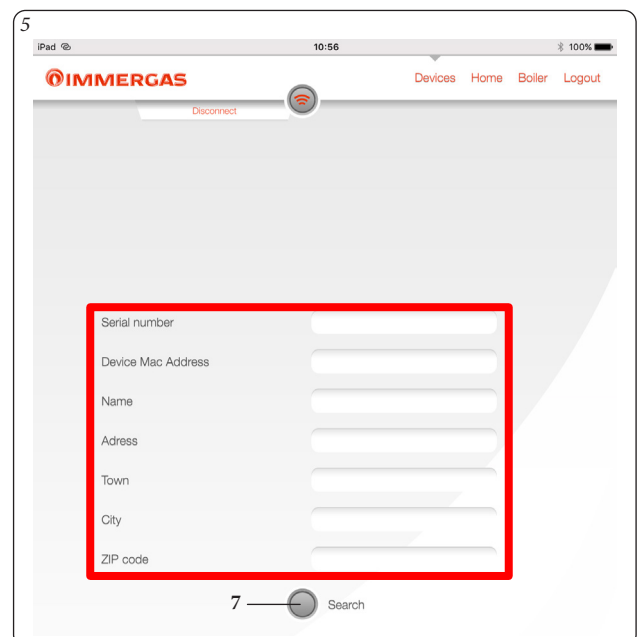 5
iPad 10:56 100%
IMMERGAS Devices Home Boiler Logout
Disconnect
Serial number
Device Mac Address
Name
Adress
Town
City
ZIP code
7 Search